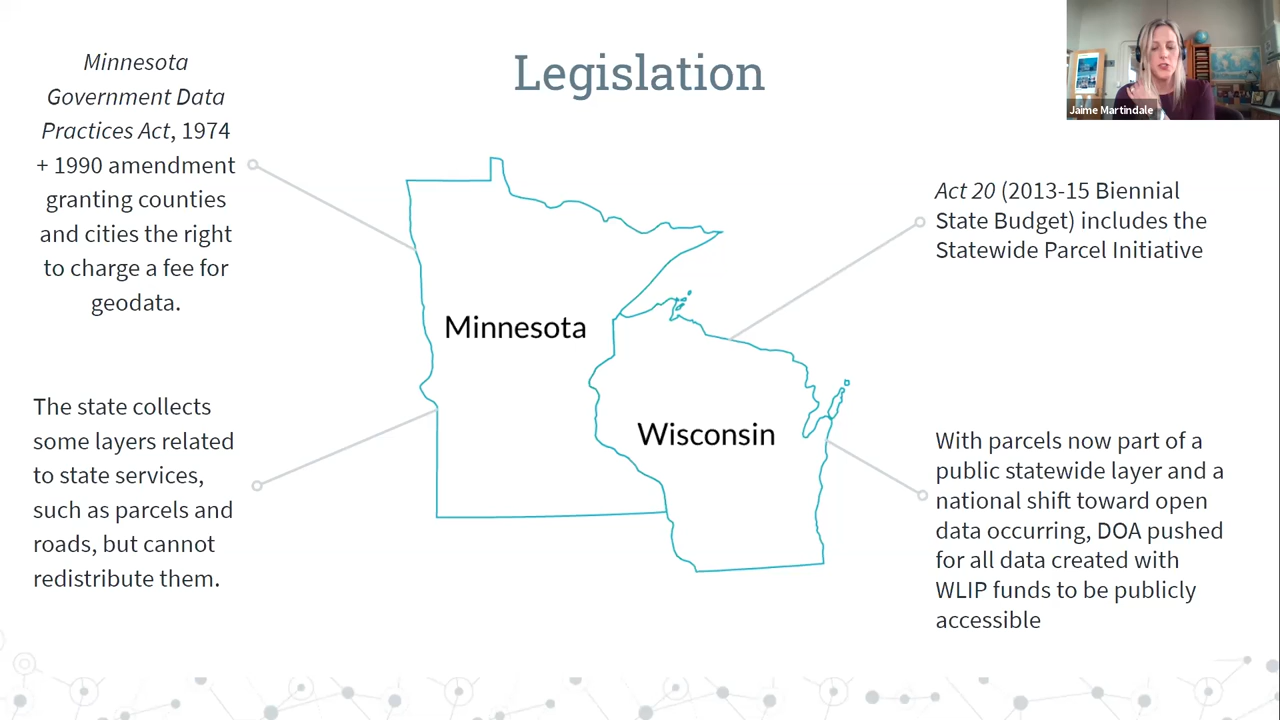 Legislation
Jaime Martindale
Minnesota
Government Data
Practices Act, 1974
+ 1990 amendment
granting counties
and cities the right
to charge a fee for
geodata.
The state collects
some layers related
to state services,
such as parcels and
roads, but cannot
redistribute them.
Minnesota
Wisconsin
Act 20 (2013-15 Biennial
State Budget) includes the
Statewide Parcel Initiative
With parcels now part of a
public statewide layer and a
national shift toward open
data occurring, DOA pushed
for all data created with
WLIP funds to be publicly
accessible